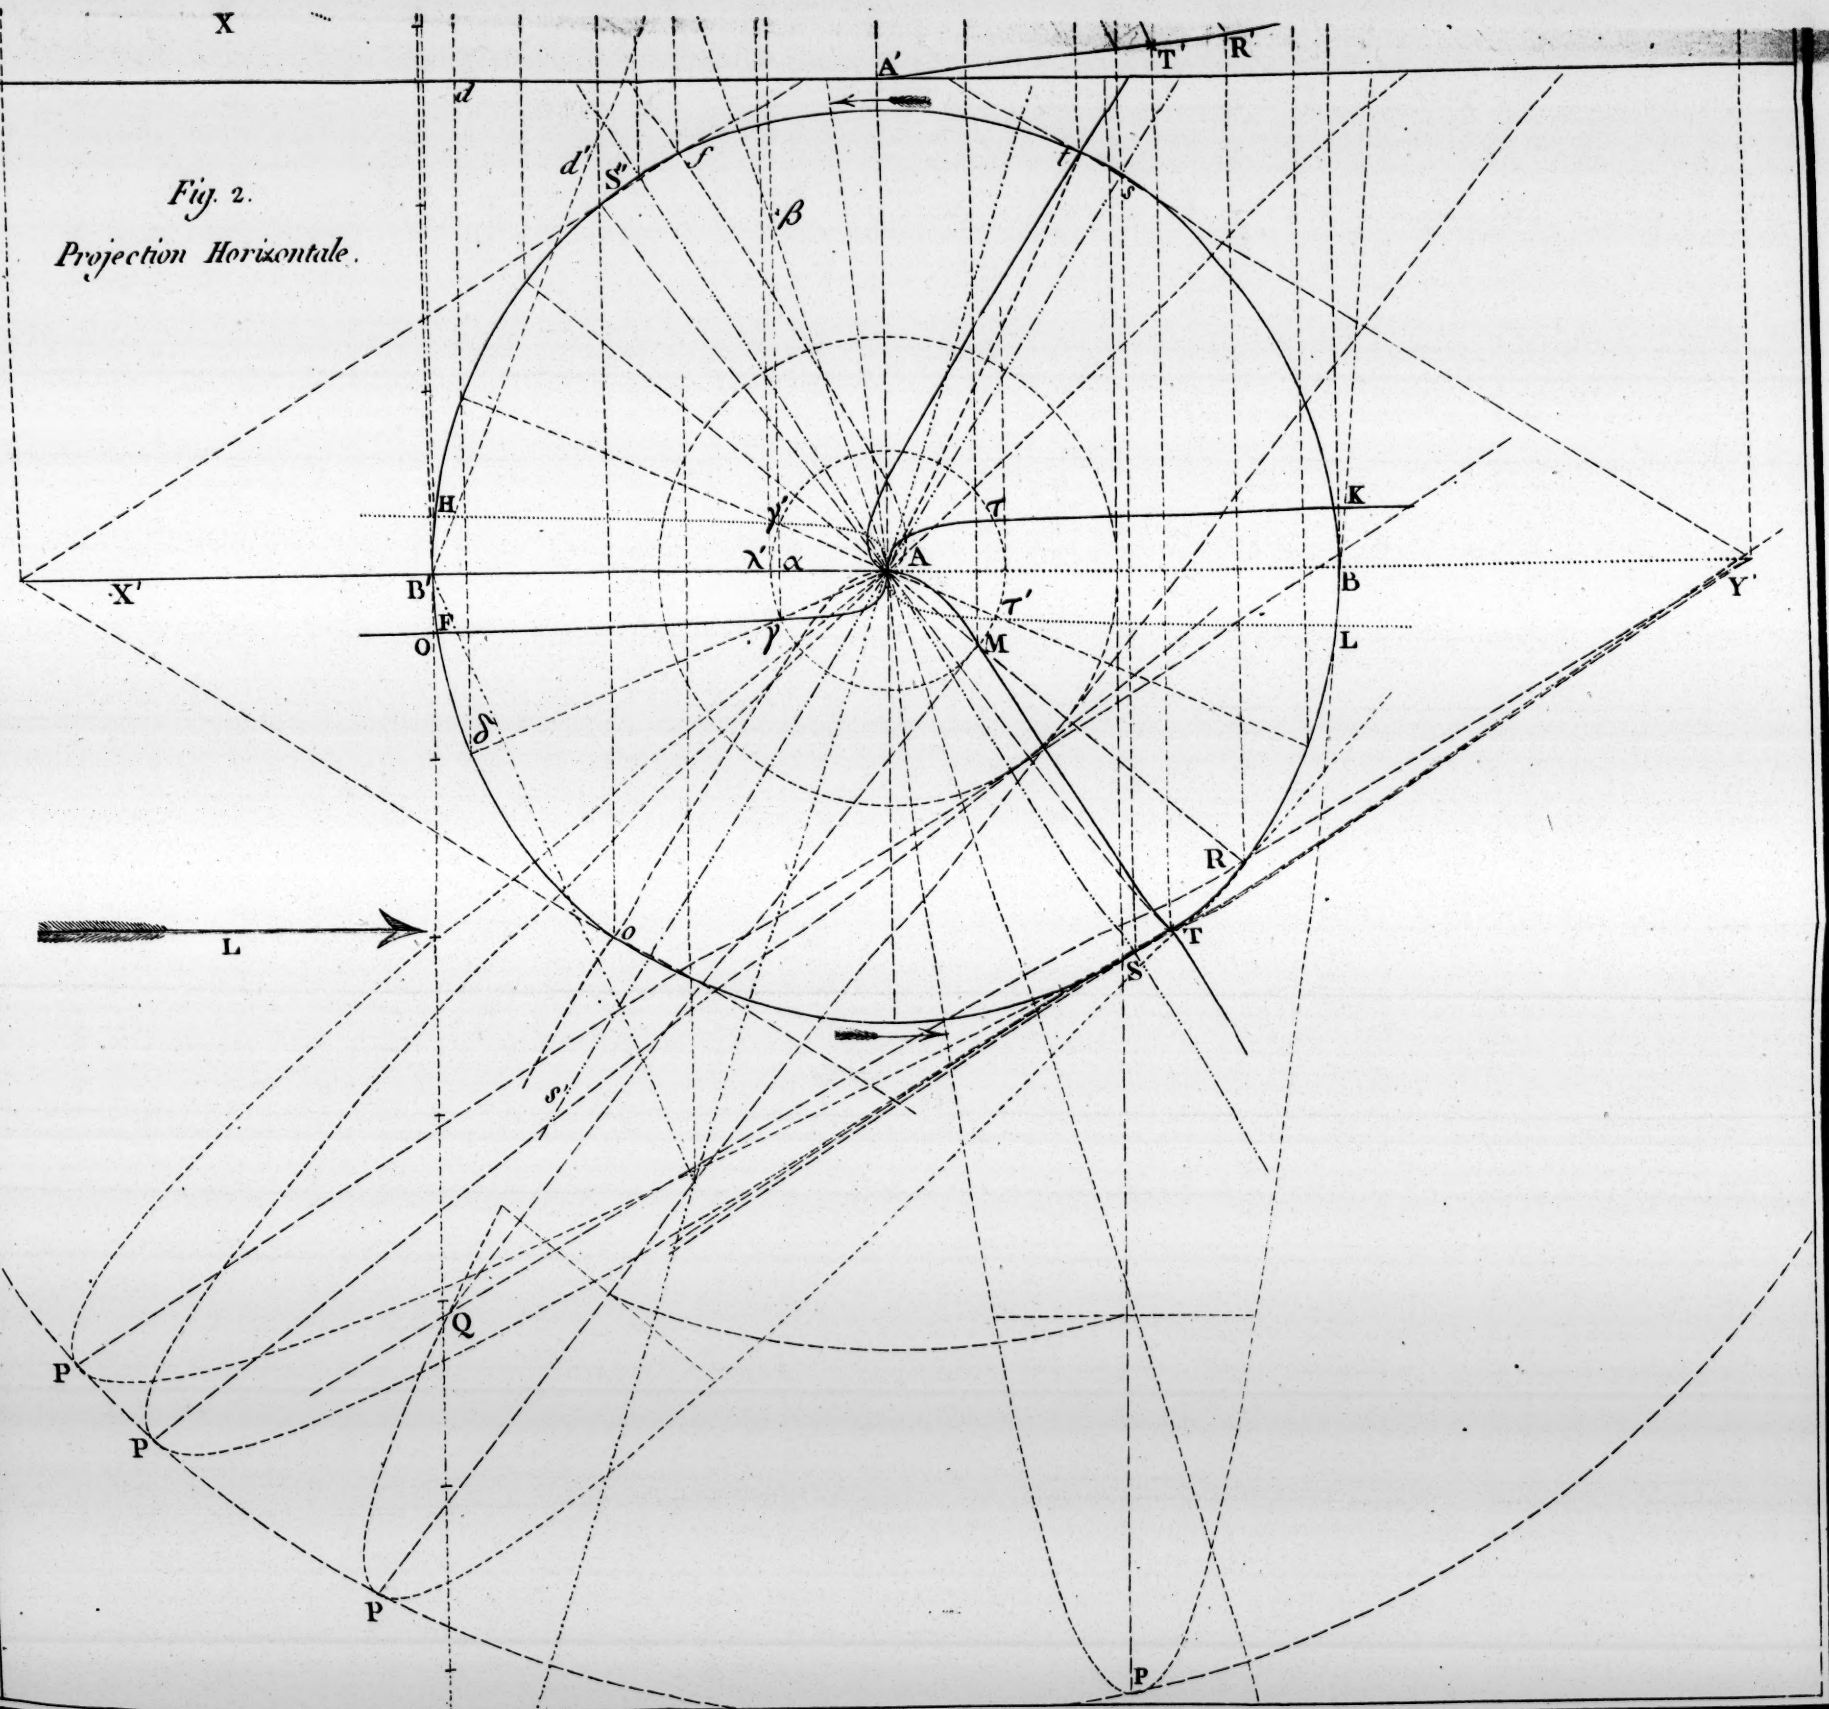 X
A' T' R'
d
d' S'' f t s
Fig. 2.
β
Projection Horizontale.
H γ' τ K
λ' α A
X' B' B Y'
F τ'
O γ M L
δ
R
L o T
S
s'
Q
P
P
P
P